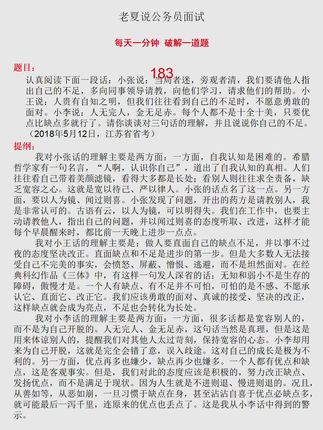 老夏说公务员面试
每天一分钟 破解一道题
183
题目：
认真阅读下面一段话：小张说：当局者迷，旁观者清，我们要请他人指
出自己的不足，多向同事领导请教，向他们学习，请求他们的帮助。小
王说：人贵有自知之明，但我们往往看到自己的不足时，不愿意勇敢的
面对。小李说：人无完人，金无足赤。每个人都不是十全十美，只要优
点比缺点多就行了。请你谈谈对三句话的理解，并且说说你自己的不足。
（2018年5月12日，江苏省省考）
提纲：
我对小张话的理解主要是两方面：一方面，自我认知是困难的。希腊
哲学家有一句名言，“人啊，认识你自己”，道出了自我认知的真相。人们
往往看自己带着美颜滤镜，看得大多都是长处；看别人则往往求全责备，缺
乏宽容之心。这就是宽以待己、严以律人。小张的话点名了这一点。另一方
面，要以人为镜、闻过则喜。小张发现了问题，开出的药方是请教别人，我
是非常认可的。古语有云，以人为镜，可以明得失。我们在工作中，也要主
动请教他人，指出自己的问题，并以闻过则喜的态度听取、改进，这样才能
每个早晨醒来时，都比前一天晚上进步一点点。
我对小王话的理解主要是，做人要直面自己的缺点不足，并以事不过
夜的态度坚决改正。直面缺点和不足是进步的第一步。但是大多数人无法接
受自己不完美的事实，会愤怒、屏蔽、憎恨、逃避，而不是坦然面对。在经
典科幻作品《三体》中，有这样一句发人深省的话：无知和弱小不是生存的
障碍，傲慢才是。一个人有缺点、有不足并不可怕，可怕的是不感、不愿承
认它、直面它、改正它。我们应该勇敢的面对、真诚的接受、坚决的改正，
这样缺点就会成为亮点，不足也会转化为长处。
我对小李话的理解主要是两方面：一方面，很多话都是宽容别人的，
而不是为自己开脱的。人无完人、金无足赤，这句话当然是真理，但是这是
用来体谅别人的，提醒我们对其他人太过苛刻，保持宽容的心态。小李却用
来为自己开脱，这就是完全会错了意，误入歧途。这对自己的成长是极为不
利的。另一方面，优点再多也嫌少，缺点再少也嫌多。每个人都有优点和缺
点，这是客观事实。但是，我们对此的态度应该是积极的，努力改正缺点、
发扬优点，而不是满足于现状。因为人生就是不进则退、慢进则退的。况且，
从善如等，从恶如崩，一旦习惯于缺点在身，甚至沾沾自喜于优点必缺点多，
就可能最后一泻千里，连原来的优点也丢点了。这是我从小李话中得到的警
示。